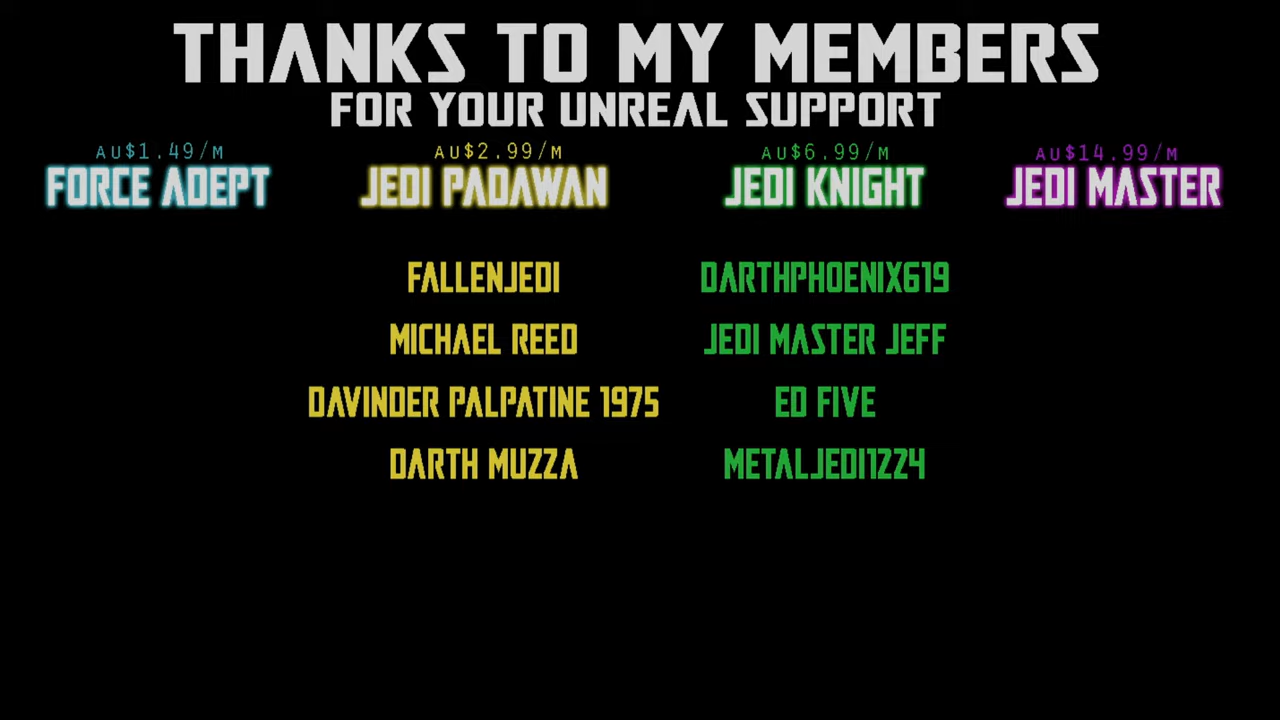 THANKS TO MY MEMBERS
FOR YOUR UNREAL SUPPORT
AU$1.49/M AU$2.99/M AU$6.99/M AU$14.99/M
FORCE ADEPT JEDI PADAWAN JEDI KNIGHT JEDI MASTER
FALLENJEDI DARTHPHOENIX619
MICHAEL REED JEDI MASTER JEFF
DAVINDER PALPATINE 1975 ED FIVE
DARTH MUZZA METALJEDI1224